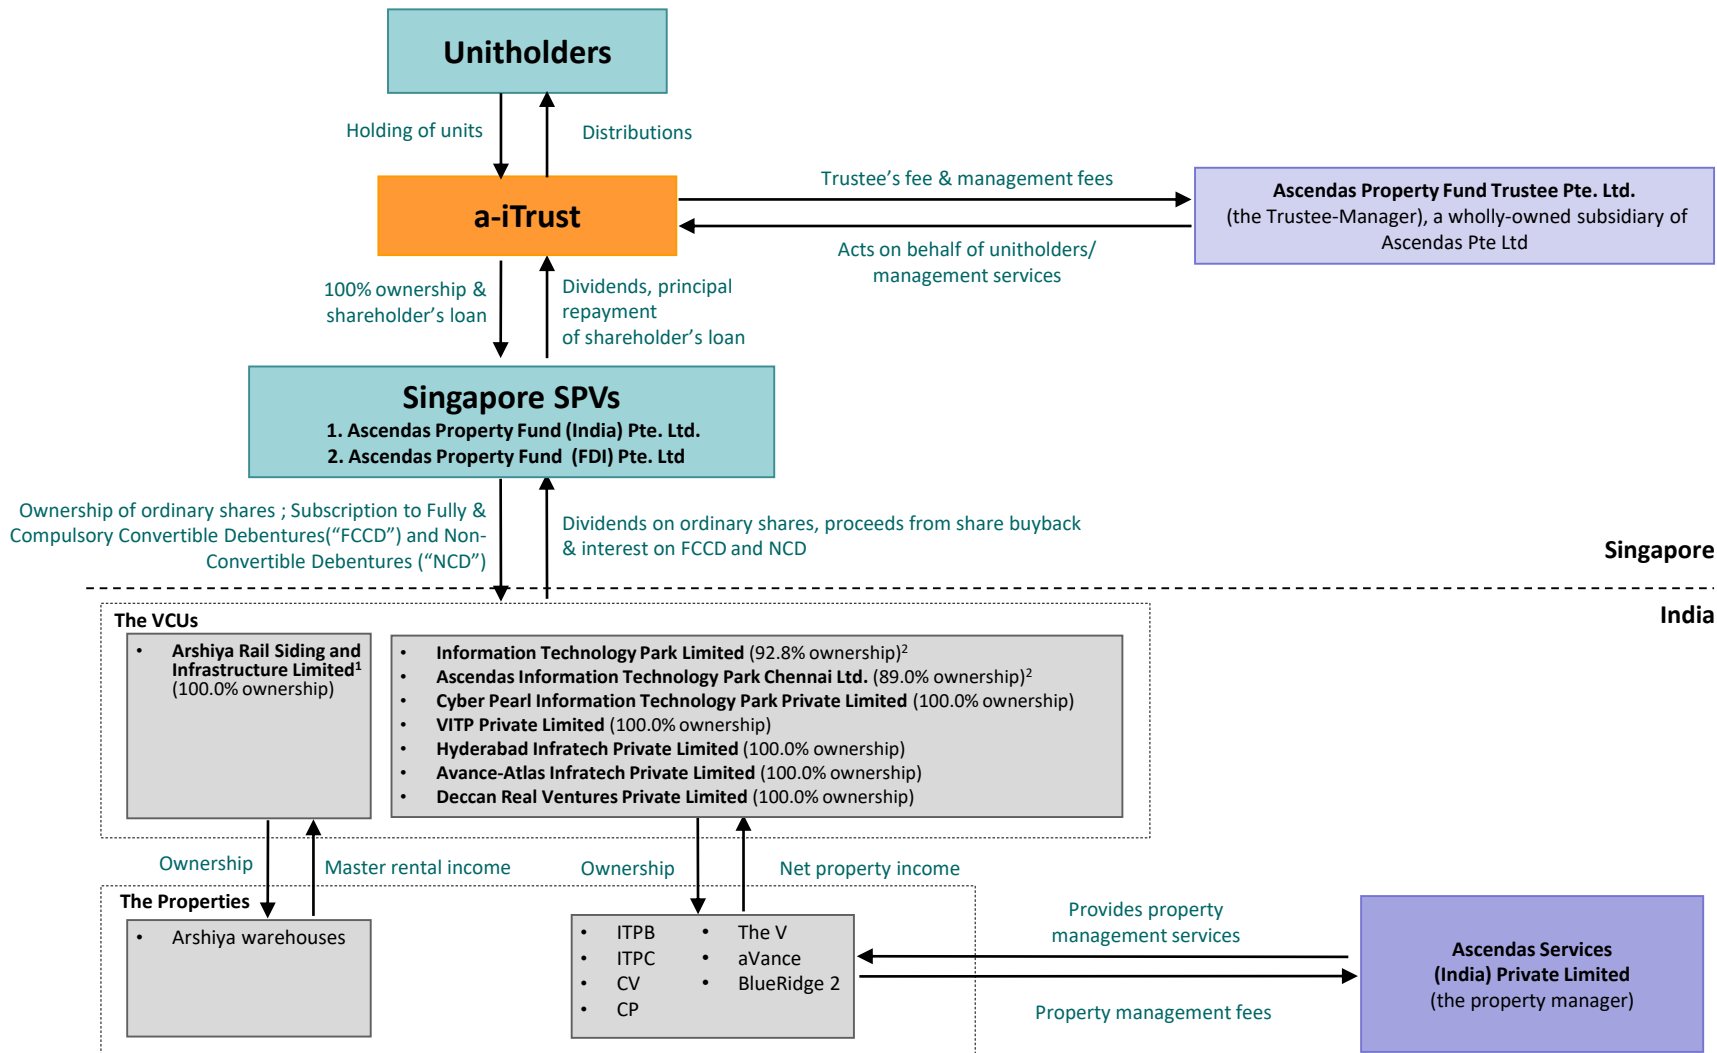 Unitholders
Holding of units
Distributions
a-iTrust
Trustee’s fee & management fees
Acts on behalf of unitholders/
management services
Ascendas Property Fund Trustee Pte. Ltd.
(the Trustee-Manager), a wholly-owned subsidiary of
Ascendas Pte Ltd
100% ownership &
shareholder’s loan
Dividends, principal
repayment
of shareholder’s loan
Singapore SPVs
1. Ascendas Property Fund (India) Pte. Ltd.
2. Ascendas Property Fund (FDI) Pte. Ltd
Ownership of ordinary shares ; Subscription to Fully &
Compulsory Convertible Debentures(“FCCD”) and Non-
Convertible Debentures (“NCD”)
Dividends on ordinary shares, proceeds from share buyback
& interest on FCCD and NCD
Singapore
India
The VCUs
• Arshiya Rail Siding and
Infrastructure Limited¹
(100.0% ownership)
• Information Technology Park Limited (92.8% ownership)²
• Ascendas Information Technology Park Chennai Ltd. (89.0% ownership)²
• Cyber Pearl Information Technology Park Private Limited (100.0% ownership)
• VITP Private Limited (100.0% ownership)
• Hyderabad Infratech Private Limited (100.0% ownership)
• Avance-Atlas Infratech Private Limited (100.0% ownership)
• Deccan Real Ventures Private Limited (100.0% ownership)
Ownership
Master rental income
Ownership
Net property income
The Properties
• Arshiya warehouses
• ITPB
• ITPC
• CV
• CP
• The V
• aVance
• BlueRidge 2
Provides property
management services
Property management fees
Ascendas Services
(India) Private Limited
(the property manager)